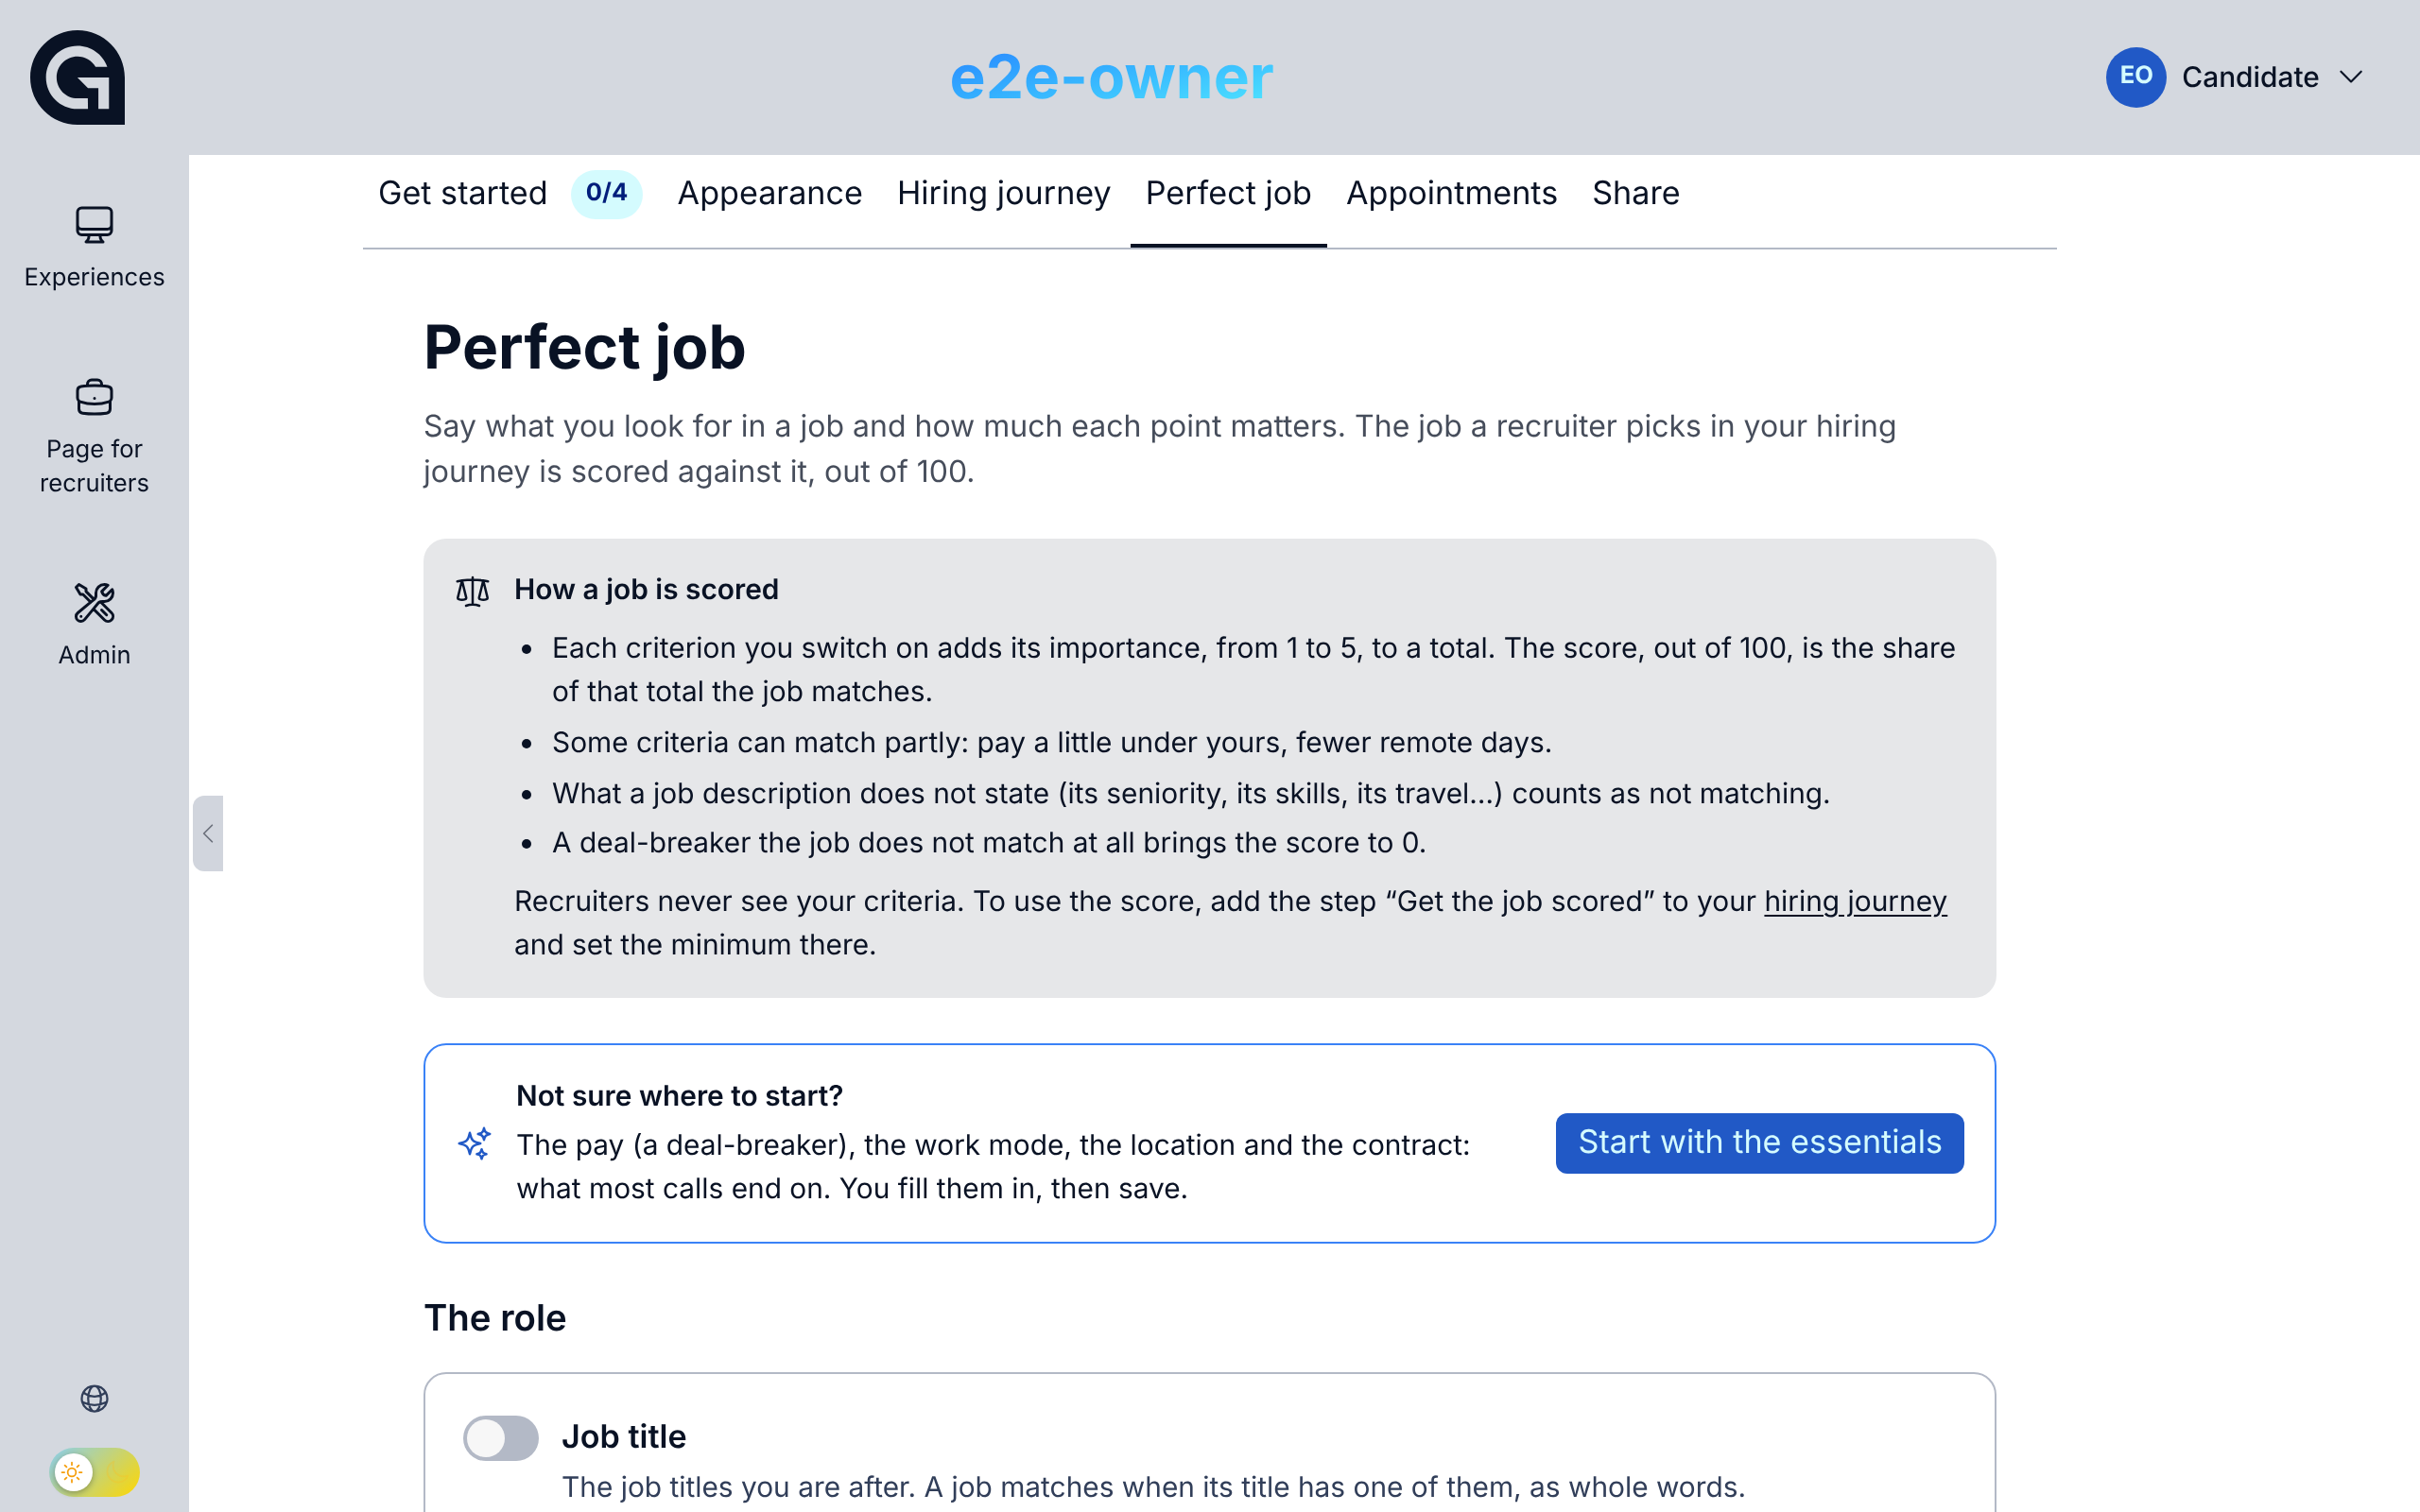 e2e-owner
EO
Candidate
Experiences
Page for
recruiters
Admin
Get started
0/4
Appearance
Hiring journey
Perfect job
Appointments
Share
Perfect job
Say what you look for in a job and how much each point matters. The job a recruiter picks in your hiring
journey is scored against it, out of 100.
How a job is scored
• Each criterion you switch on adds its importance, from 1 to 5, to a total. The score, out of 100, is the share
of that total the job matches.
• Some criteria can match partly: pay a little under yours, fewer remote days.
• What a job description does not state (its seniority, its skills, its travel...) counts as not matching.
• A deal-breaker the job does not match at all brings the score to 0.
Recruiters never see your criteria. To use the score, add the step “Get the job scored” to your hiring journey
and set the minimum there.
Not sure where to start?
The pay (a deal-breaker), the work mode, the location and the contract:
what most calls end on. You fill them in, then save.
Start with the essentials
The role
Job title
The job titles you are after. A job matches when its title has one of them, as whole words.